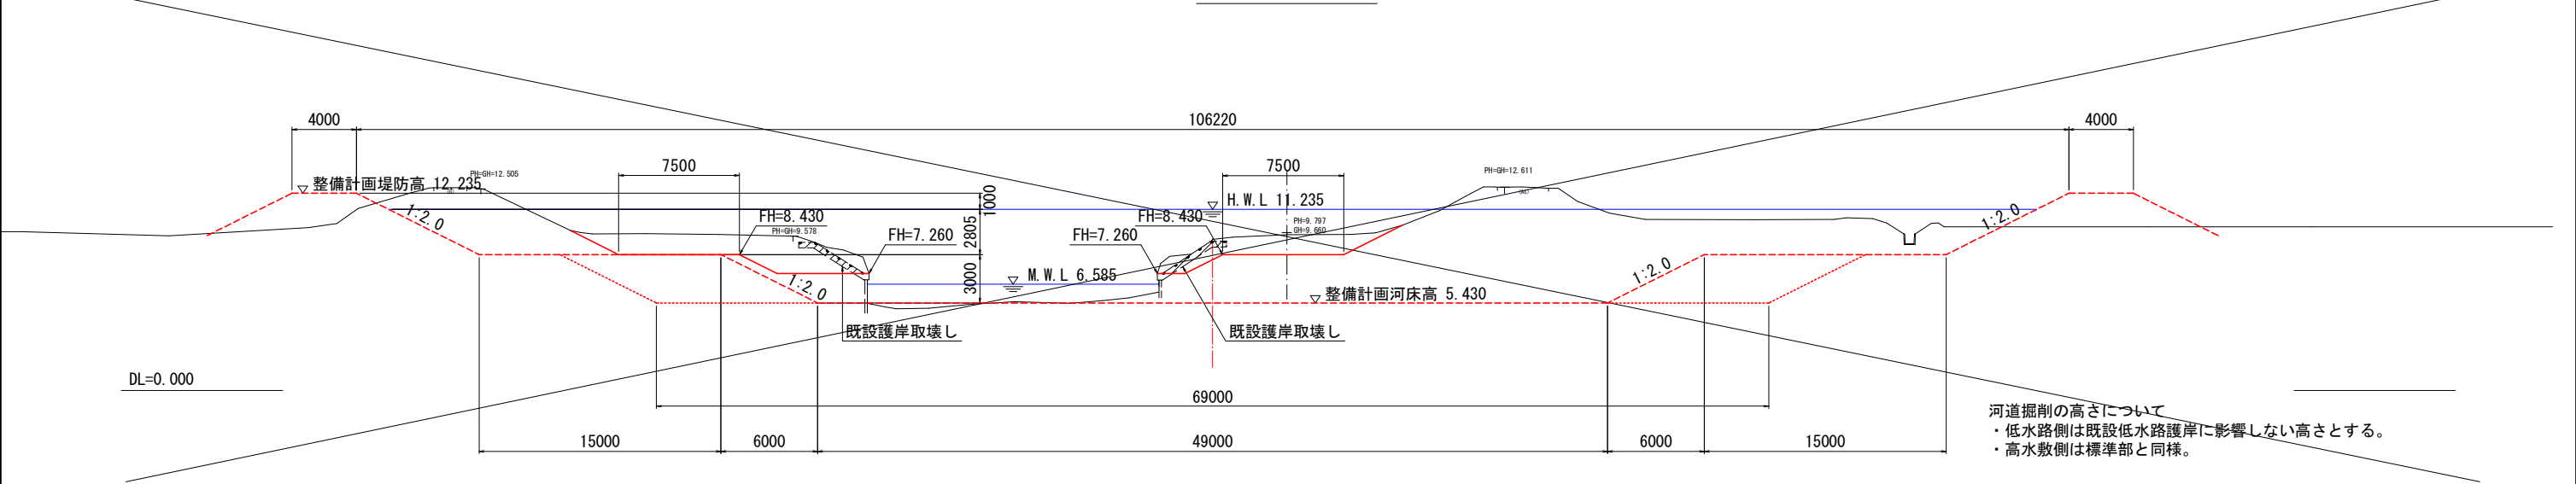 4000
106220
4000
7500
7500
PH=GH=12.505
PH=GH=12.611
整備計画堤防高 12.235
1000
H.W.L 11.235
1:2.0
FH=8.430
FH=8.430
PH=9.797
GH=9.660
1:2.0
PH=GH=9.578
FH=7.260
FH=7.260
2805
M.W.L 6.585
3000
1:2.0
1:2.0
整備計画河床高 5.430
既設護岸取壊し
既設護岸取壊し
DL=0.000
69000
15000
6000
49000
6000
15000
河道掘削の高さについて
・低水路側は既設低水路護岸に影響しない高さとする。
・高水敷側は標準部と同様。